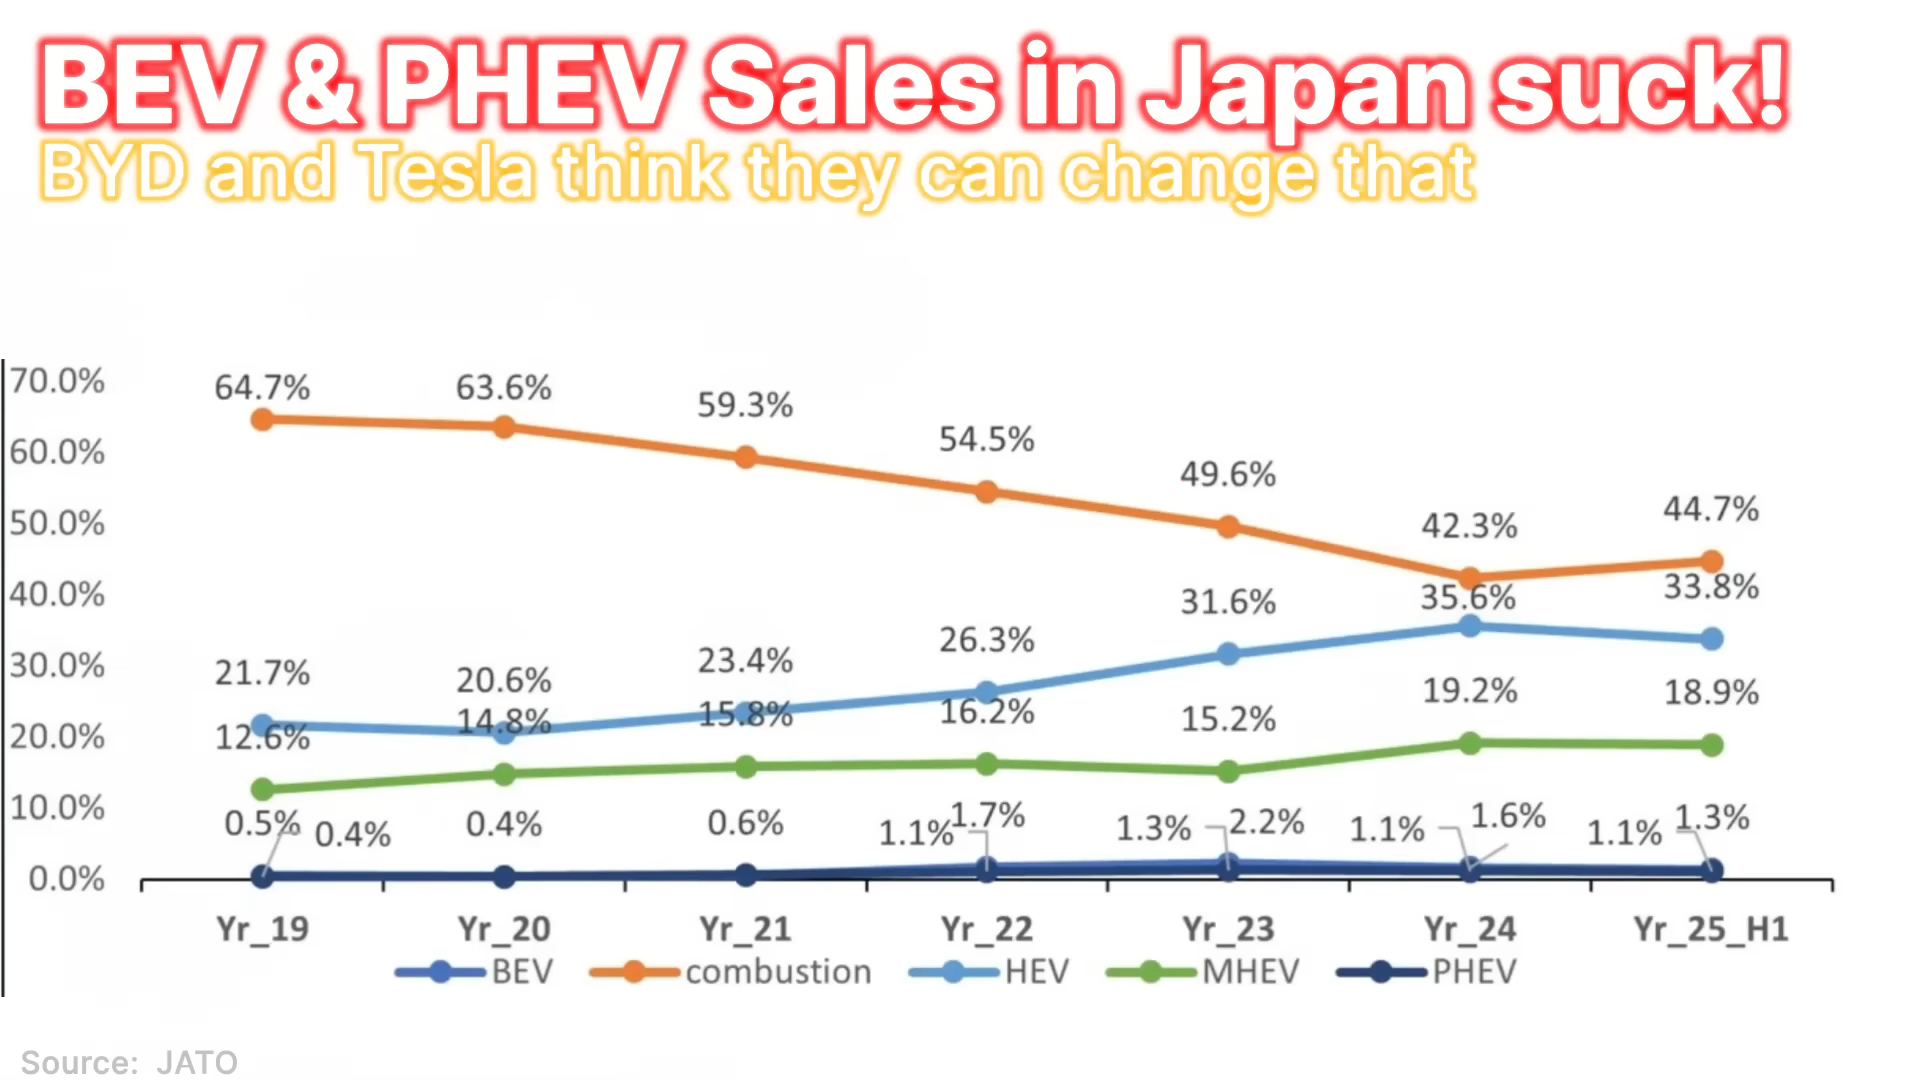 BEV & PHEV Sales in Japan suck!
BYD and Tesla think they can change that
70.0%
60.0%
50.0%
40.0%
30.0%
20.0%
10.0%
0.0%
64.7% 63.6% 59.3% 54.5% 49.6% 42.3% 44.7%
21.7% 20.6% 23.4% 26.3% 31.6% 35.6% 33.8%
12.6% 14.8% 15.8% 16.2% 15.2% 19.2% 18.9%
0.5% 0.4% 0.4% 0.6% 1.1% 1.7% 1.3% 2.2% 1.1% 1.6% 1.1% 1.3%
Yr_19 Yr_20 Yr_21 Yr_22 Yr_23 Yr_24 Yr_25_H1
BEV combustion HEV MHEV PHEV
Source: JATO